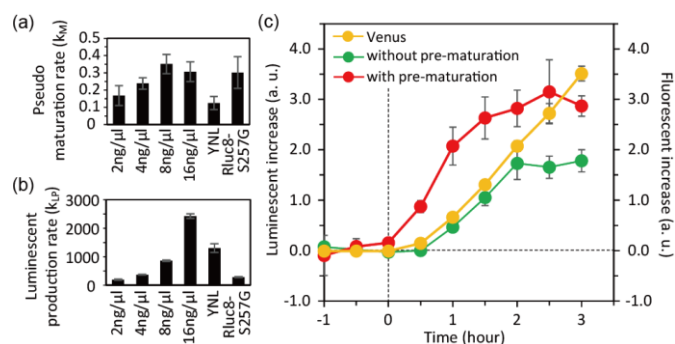 (a)
Pseudo
maturation rate (kM)
0.5
0.4
0.3
0.2
0.1
0
2ng/µl
4ng/µl
8ng/µl
16ng/µl
YNL
Rluc8-
S257G
(b)
Luminescent
production rate (kLP)
3000
2000
1000
0
2ng/µl
4ng/µl
8ng/µl
16ng/µl
YNL
Rluc8-
S257G
(c)
Luminescent increase (a. u.)
4.0
3.0
2.0
1.0
0.0
-1.0
Venus
without pre-maturation
with pre-maturation
4.0
3.0
2.0
1.0
0.0
-1.0
Fluorescent
increase (a. u.)
-1
0
1
2
3
Time (hour)